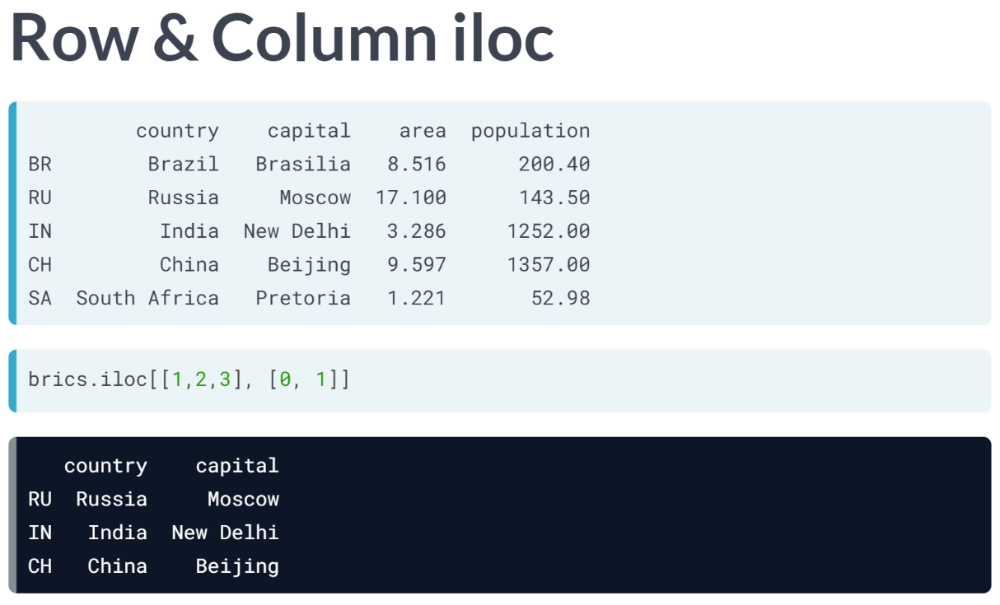 Row & Column iloc
country capital area population
BR Brazil Brasilia 8.516 200.40
RU Russia Moscow 17.100 143.50
IN India New Delhi 3.286 1252.00
CH China Beijing 9.597 1357.00
SA South Africa Pretoria 1.221 52.98
brics.iloc[[1,2,3], [0, 1]]
country capital
RU Russia Moscow
IN India New Delhi
CH China Beijing